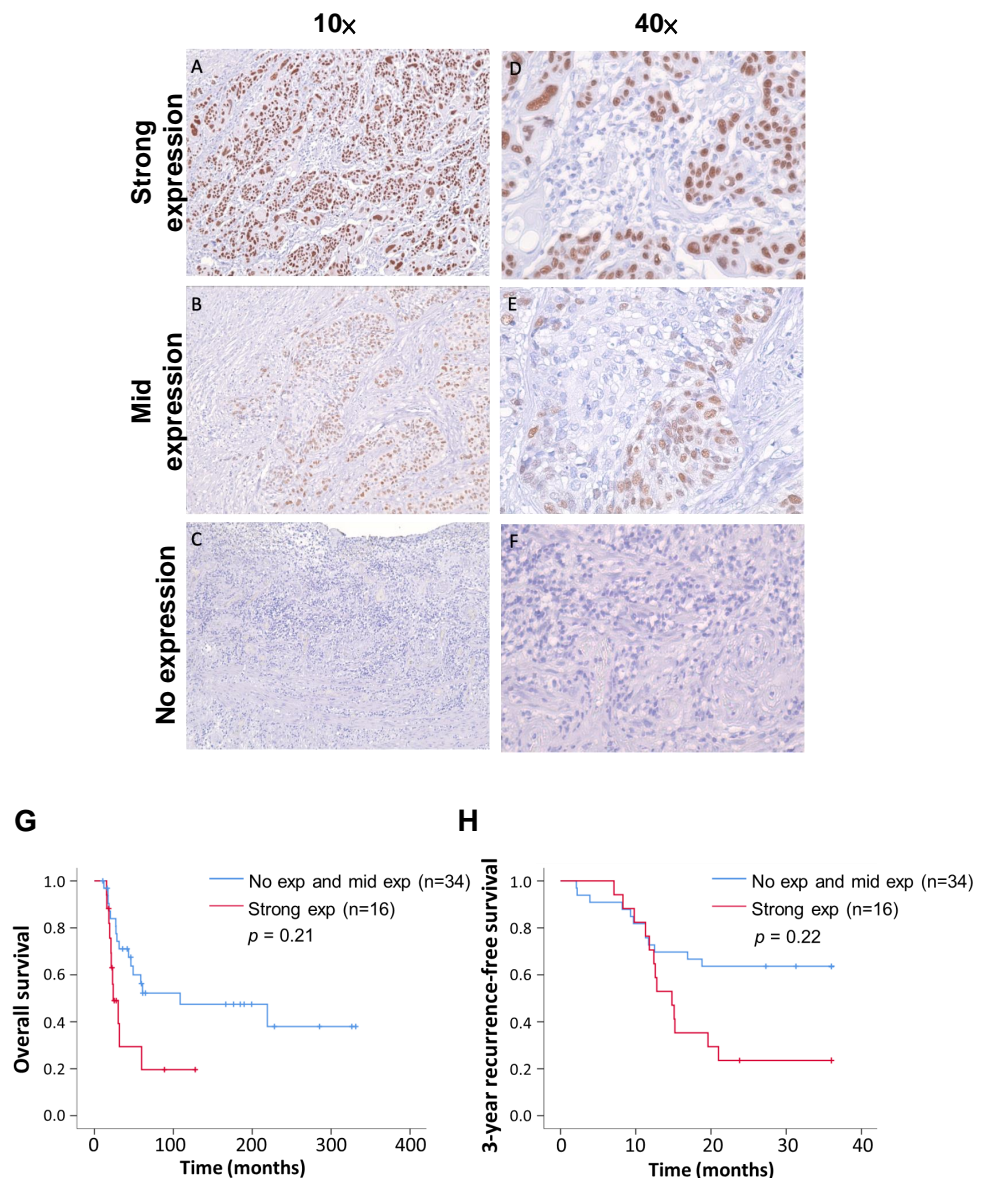 10x
40x
Strong
expression
A
D
Mid
expression
B
E
No expression
C
F
G
H
Overall survival
1.0
0.8
0.6
0.4
0.2
0.0
No exp and mid exp (n=34)
Strong exp (n=16)
p = 0.21
0
100
200
300
400
Time (months)
3-year recurrence-free survival
1.0
0.8
0.6
0.4
0.2
0.0
No exp and mid exp (n=34)
Strong exp (n=16)
p = 0.22
0
10
20
30
40
Time (months)